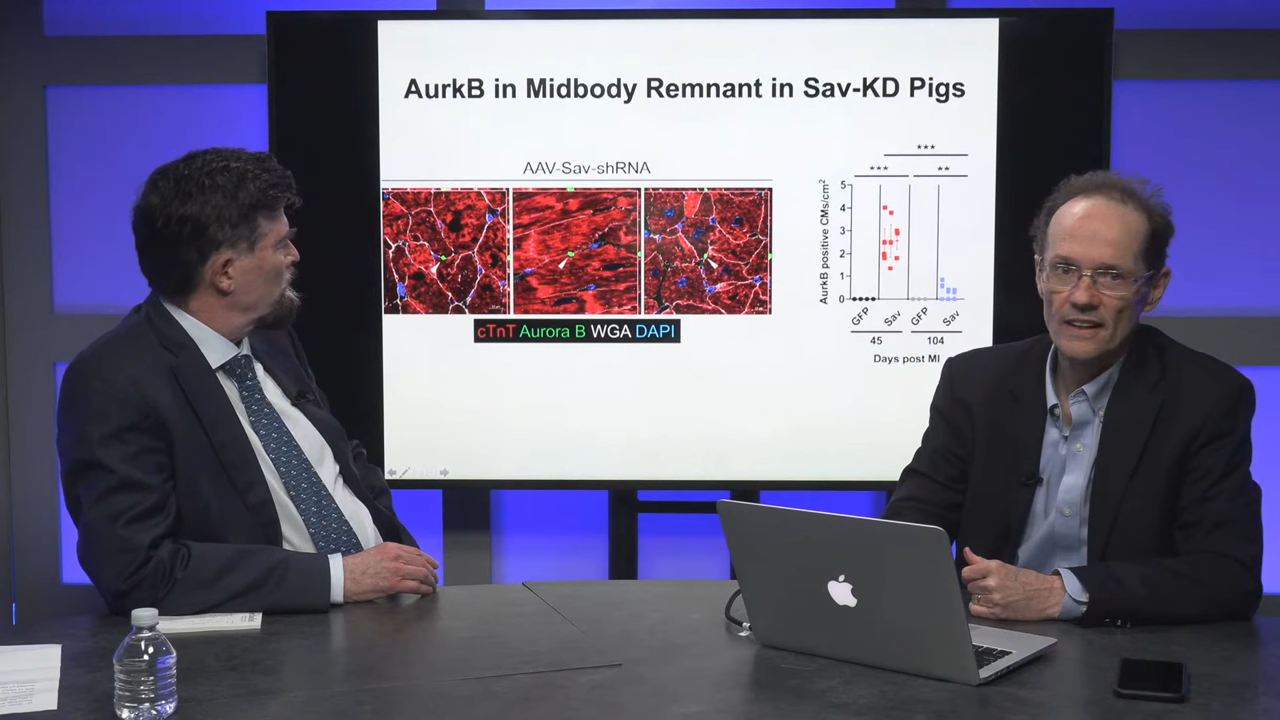 AurkB in Midbody Remnant in Sav-KD Pigs
AAV-Sav-shRNA
cTnT Aurora B WGA DAPI
***
*** **
AurkB positive CMs/cm²
5
4
3
2
1
0
GFP Sav GFP Sav
45 104
Days post MI